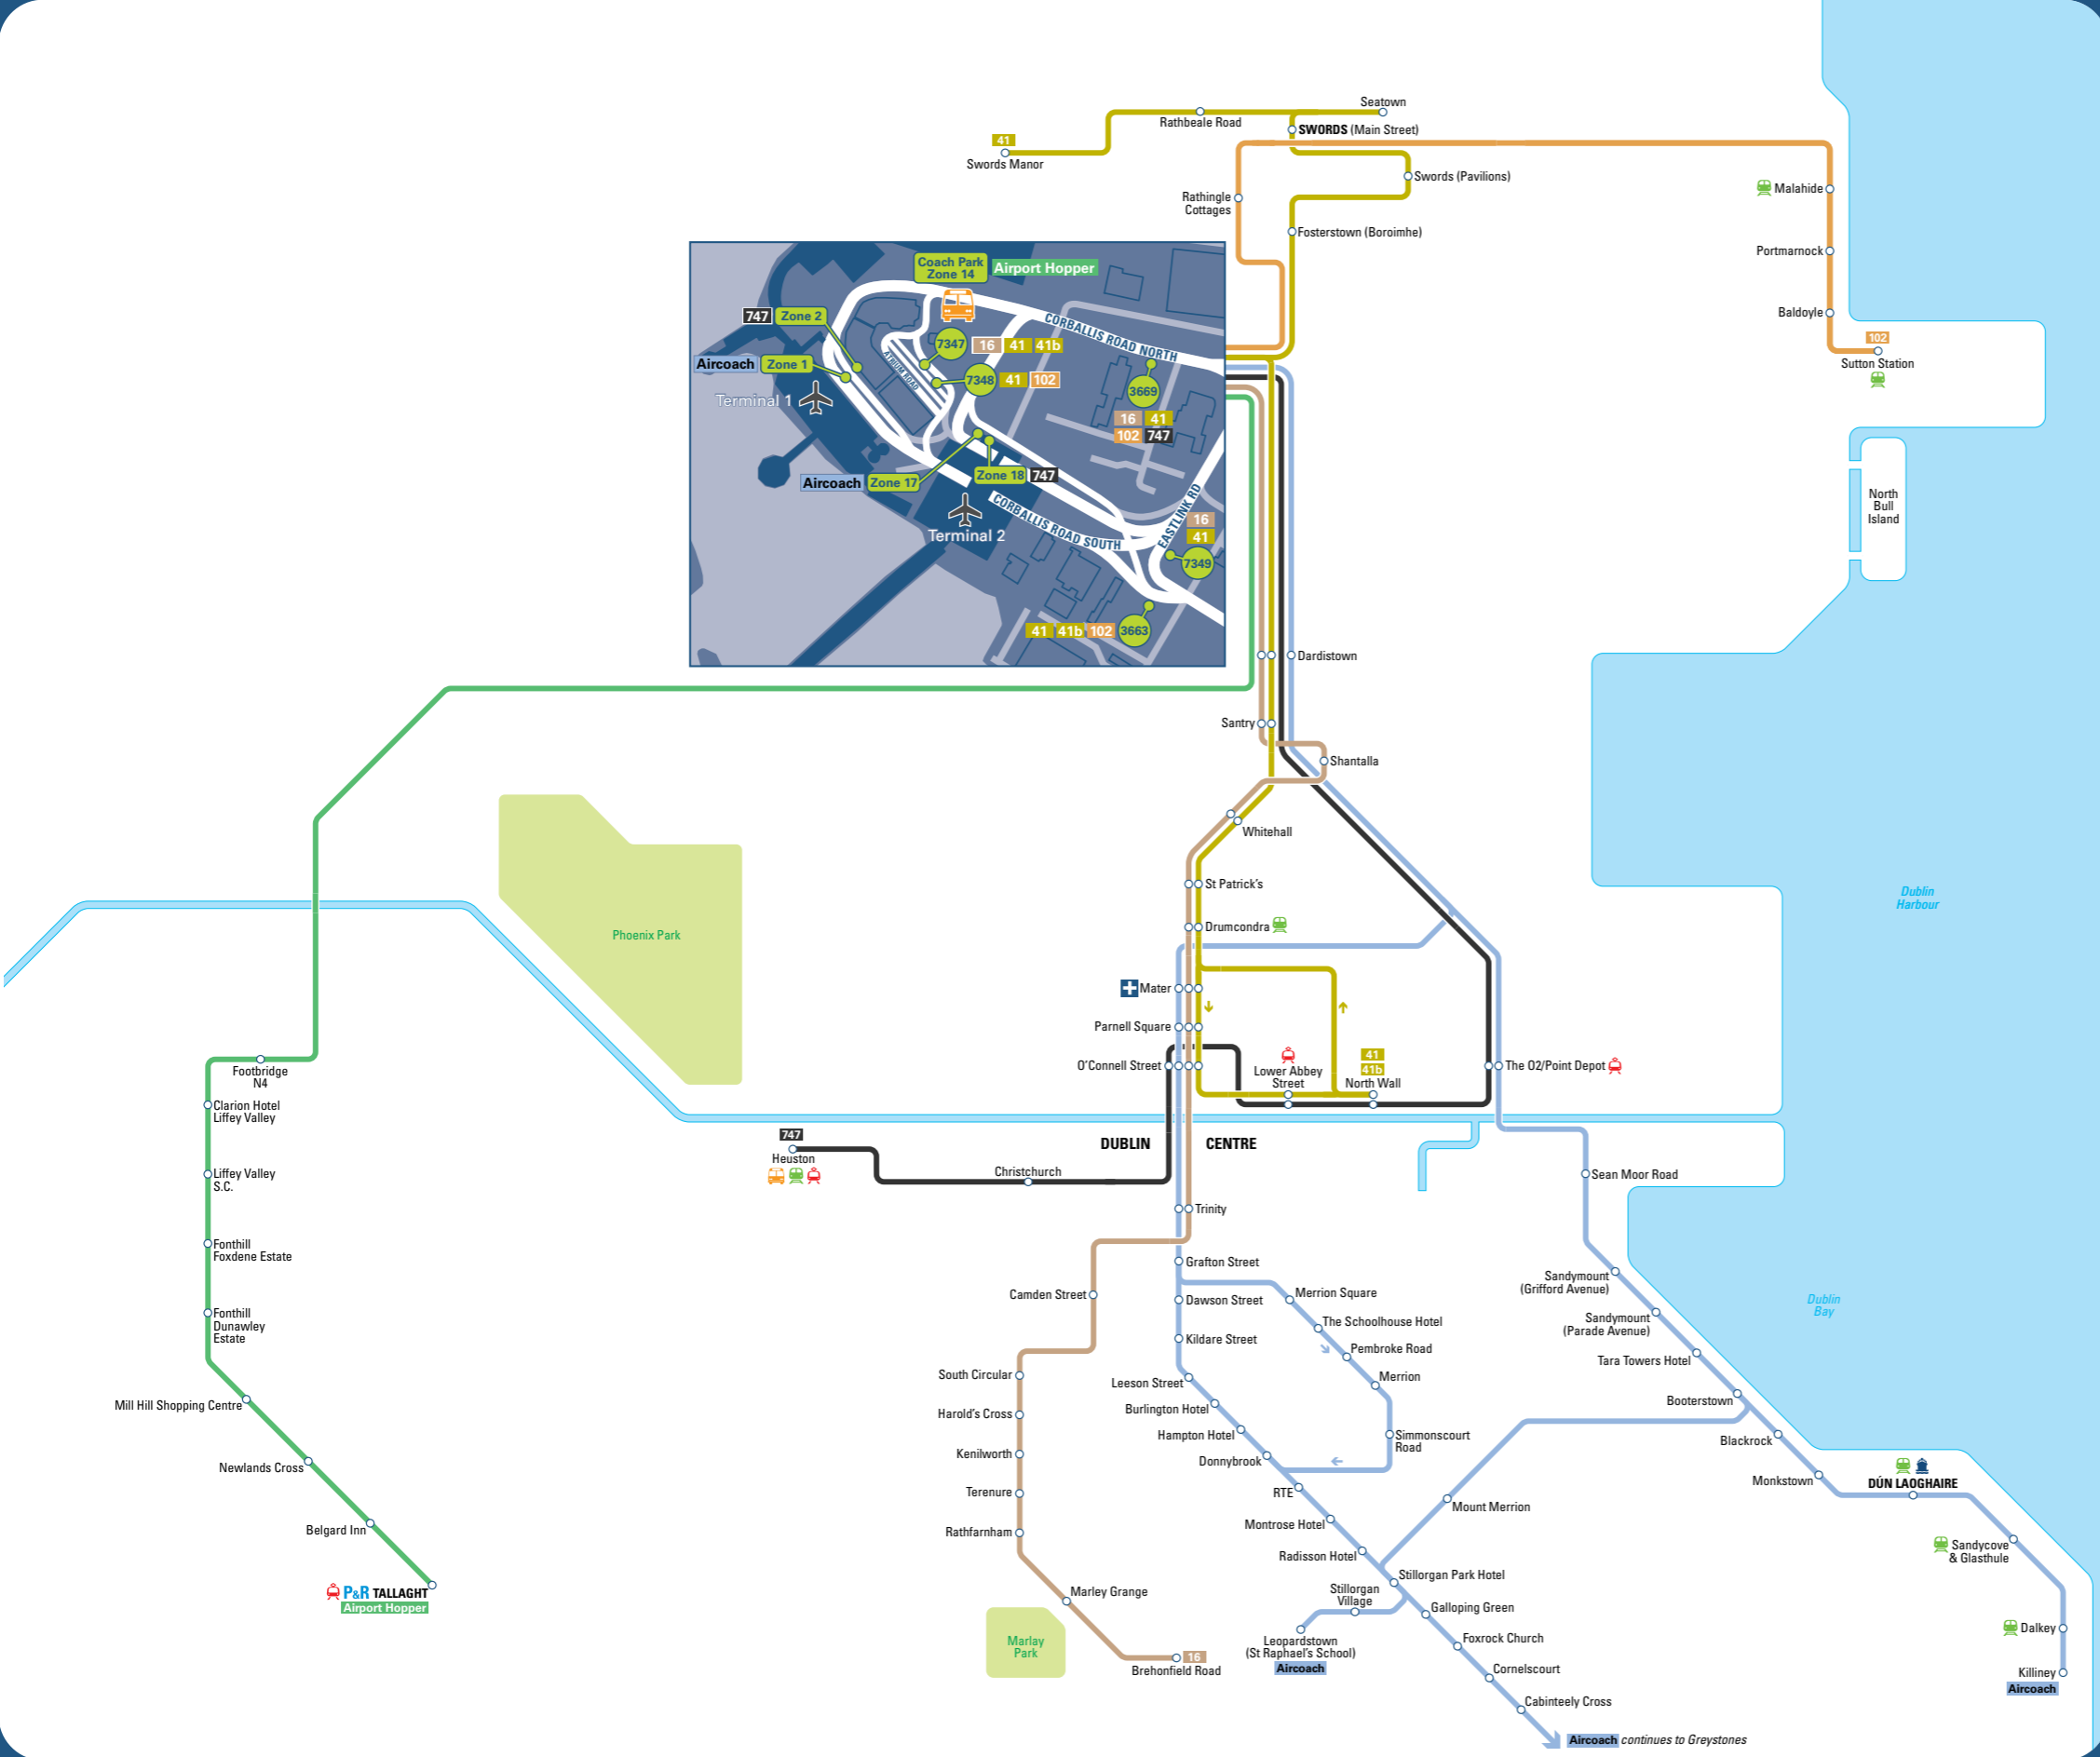 Seatown
Rathbeale Road
SWORDS (Main Street)
41
Swords Manor
Swords (Pavilions)
Rathingle
Cottages
Malahide
Fosterstown (Boroimhe)
Portmarnock
Baldoyle
102
Sutton Station
Coach Park
Zone 14
Airport Hopper
747
Zone 2
CORBALLIS ROAD NORTH
7347
16 41 41b
ATRIUM ROAD
Aircoach
Zone 1
7348
41 102
3669
Terminal 1
16 41
102 747
Aircoach
Zone 17
Zone 18
747
CORBALLIS ROAD SOUTH
EASTLINK RD
16
41
Terminal 2
7349
41 41b 102
3663
North
Bull
Island
Dardistown
Santry
Shantalla
Whitehall
St Patrick's
Drumcondra
Dublin
Harbour
Phoenix Park
Mater
Parnell Square
O'Connell Street
Lower Abbey
Street
41
41b
North Wall
The O2/Point Depot
Footbridge
N4
Clarion Hotel
Liffey Valley
Liffey Valley
S.C.
Fonthill
Foxdene Estate
Fonthill
Dunawley
Estate
Mill Hill Shopping Centre
Newlands Cross
Belgard Inn
P&R TALLAGHT
Airport Hopper
747
Heuston
Christchurch
DUBLIN CENTRE
Trinity
Sean Moor Road
Grafton Street
Dawson Street
Kildare Street
Merrion Square
The Schoolhouse Hotel
Pembroke Road
Merrion
Simmonscourt
Road
Camden Street
South Circular
Harold's Cross
Kenilworth
Terenure
Rathfarnham
Marley Grange
Marlay
Park
16
Brehonfield Road
Leeson Street
Burlington Hotel
Hampton Hotel
Donnybrook
RTE
Montrose Hotel
Radisson Hotel
Stillorgan Park Hotel
Stillorgan
Village
Leopardstown
(St Raphael's School)
Aircoach
Galloping Green
Foxrock Church
Cornelscourt
Cabinteely Cross
Aircoach continues to Greystones
Sandymount
(Grifford Avenue)
Sandymount
(Parade Avenue)
Tara Towers Hotel
Booterstown
Blackrock
Monkstown
Mount Merrion
Dublin
Bay
DÚN LAOGHAIRE
Sandycove
& Glasthule
Dalkey
Killiney
Aircoach